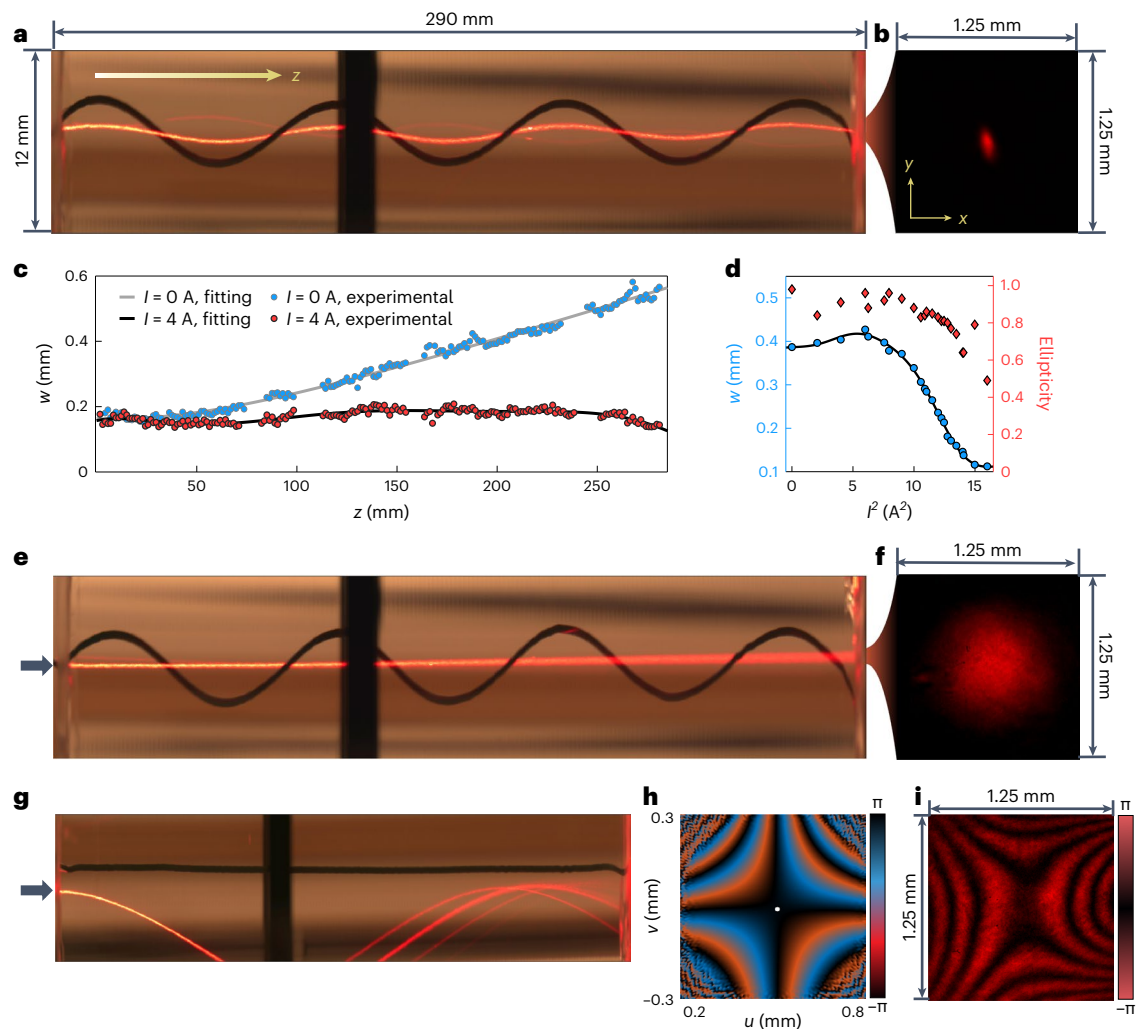 290 mm
a
b
1.25 mm
z
12 mm
1.25 mm
y
x
c
d
0.6
0.4
0.2
0
w (mm)
I = 0 A, fitting
I = 0 A, experimental
I = 4 A, fitting
I = 4 A, experimental
50
100
150
200
250
z (mm)
0.5
0.4
0.3
0.2
0.1
w (mm)
1.0
0.8
0.6
0.4
0.2
0
Ellipticity
0
5
10
15
I² (A²)
e
f
1.25 mm
1.25 mm
g
h
i
0.3
v (mm)
−0.3
0.2
u (mm)
0.8
π
−π
1.25 mm
1.25 mm
π
−π